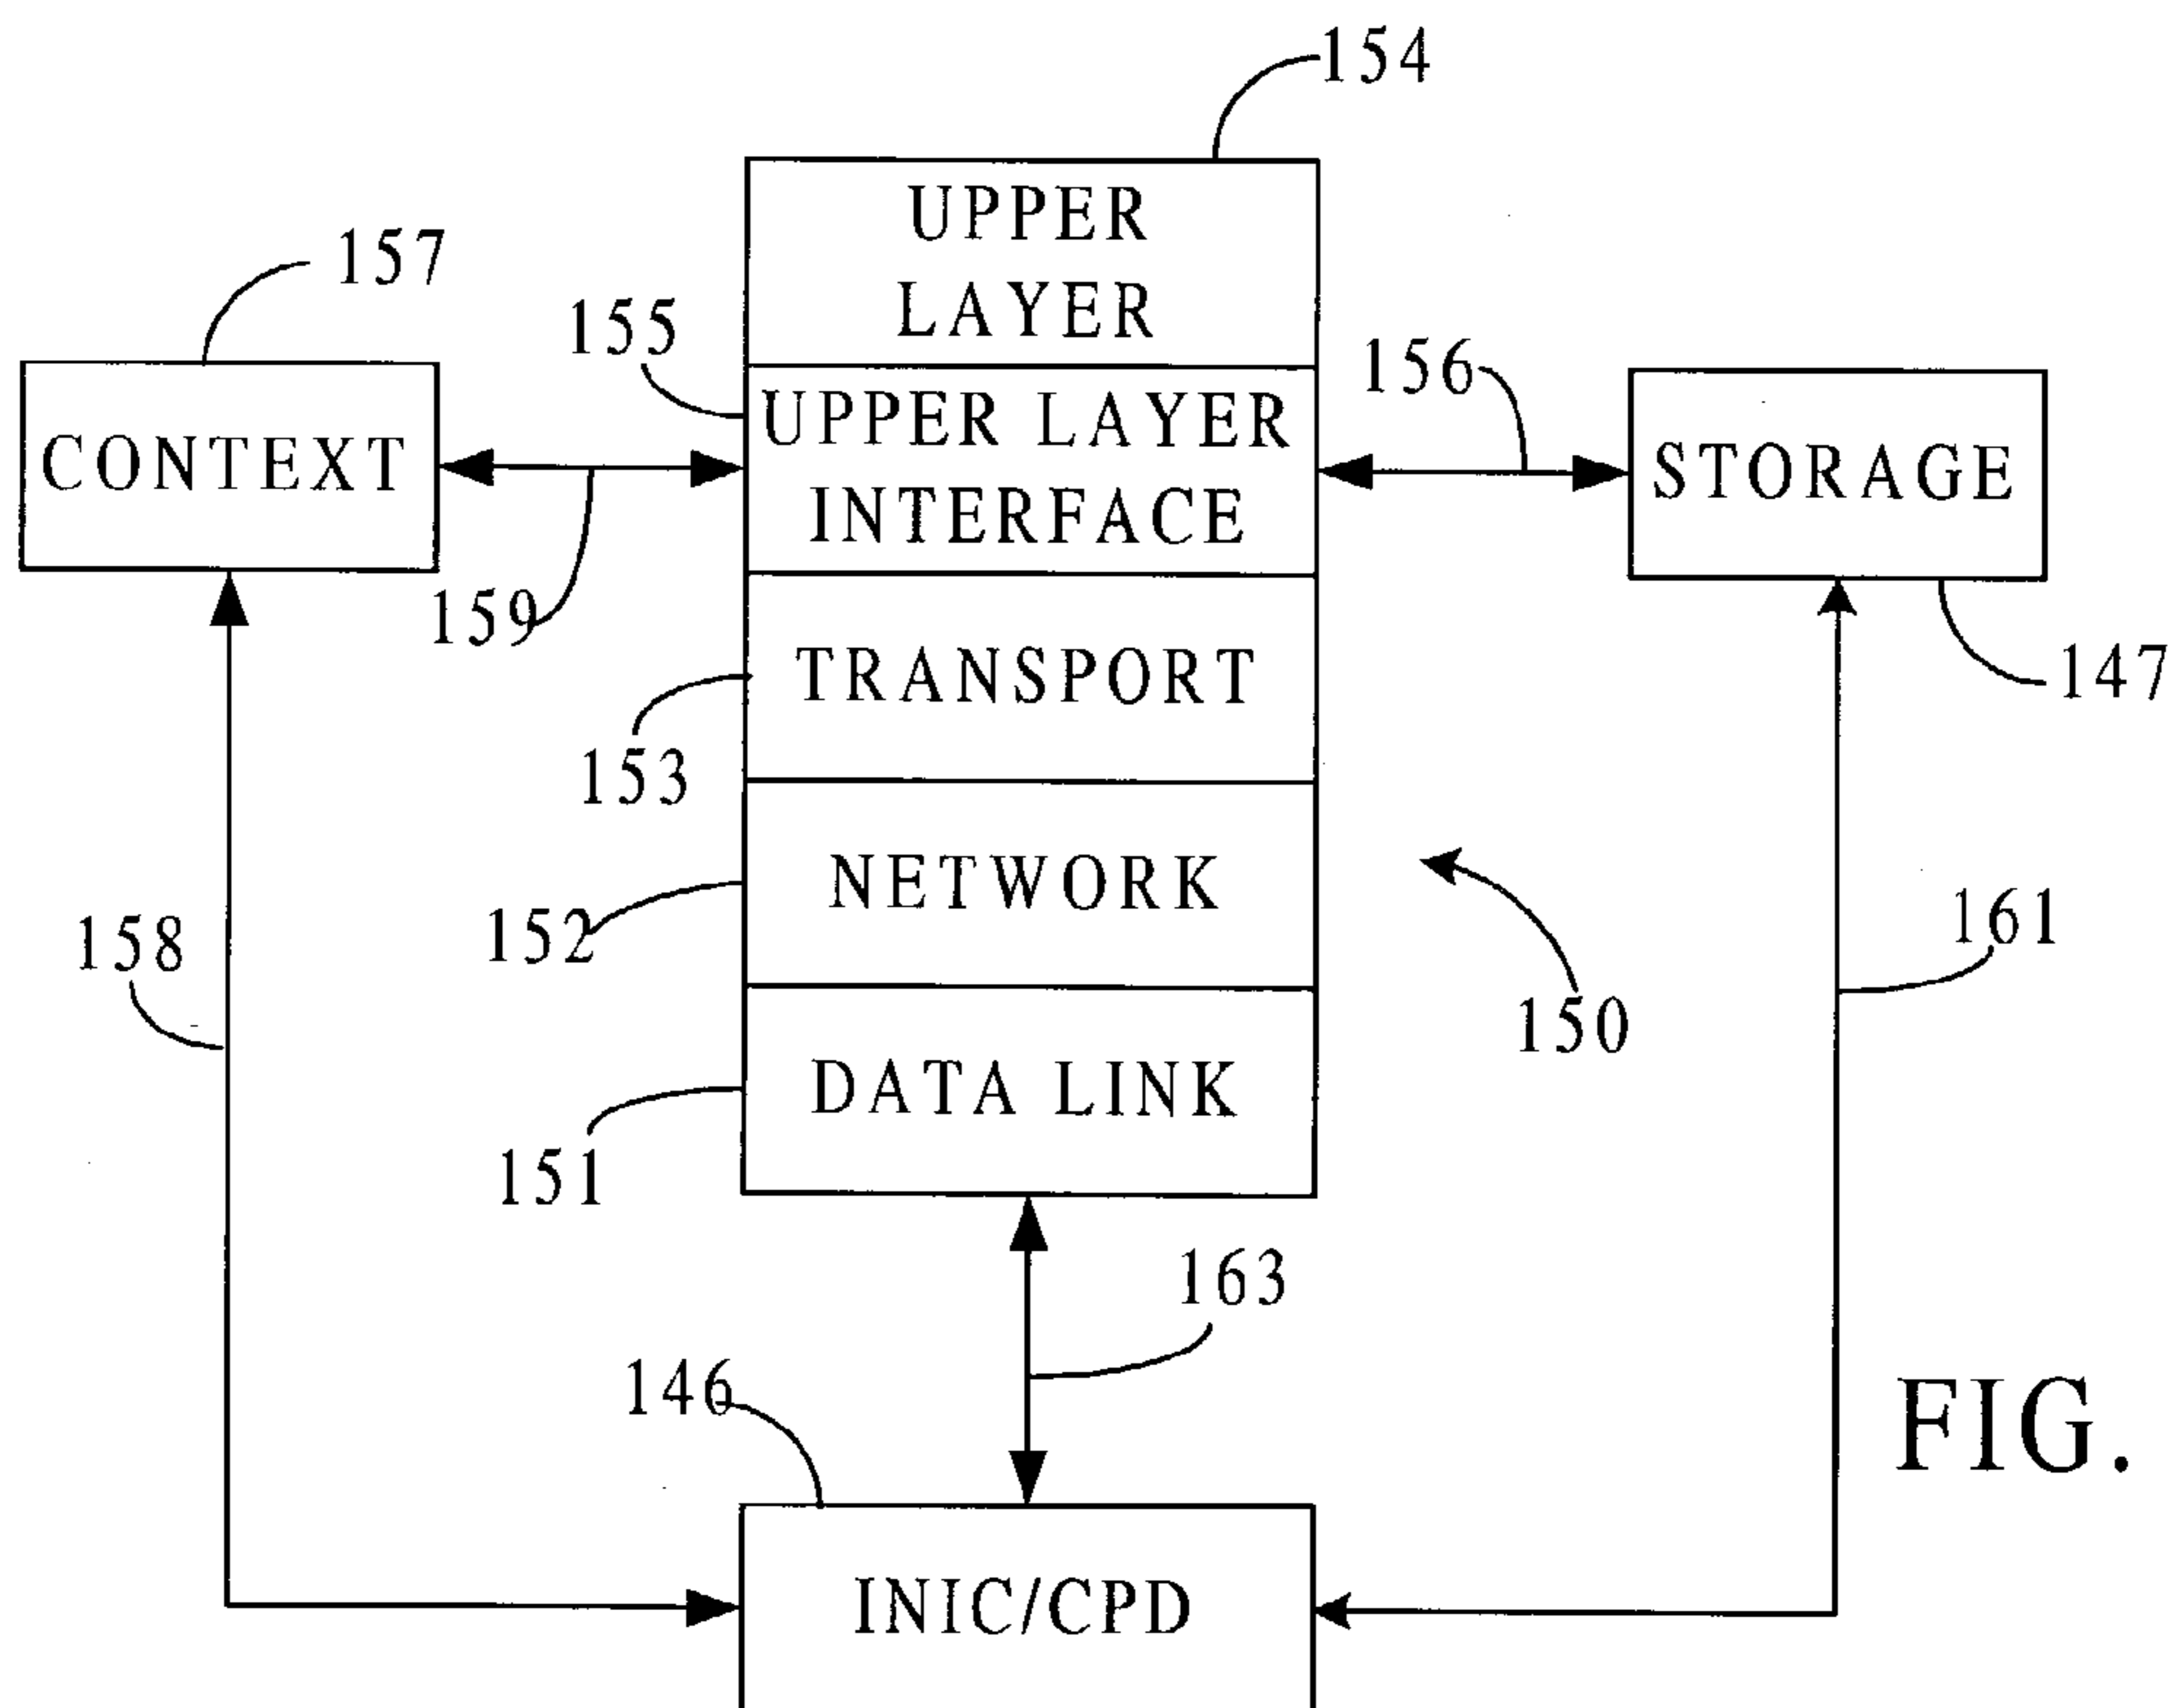 154
UPPER
LAYER
157
155
UPPER LAYER
INTERFACE
156
CONTEXT
STORAGE
159
TRANSPORT
147
153
NETWORK
158
152
161
150
DATA LINK
151
163
146
FIG.
INIC/CPD